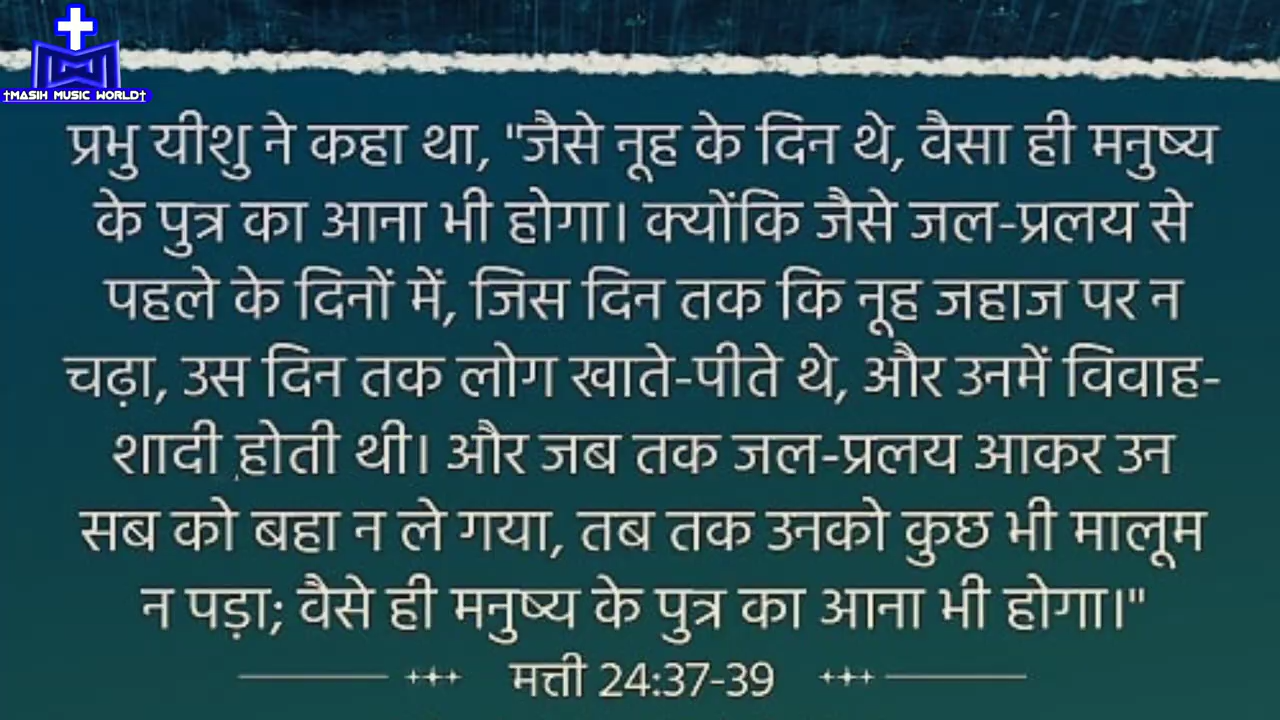 †MASIH MUSIC WORLD†
प्रभु यीशु ने कहा था, "जैसे नूह के दिन थे, वैसा ही मनुष्य
के पुत्र का आना भी होगा। क्योंकि जैसे जल-प्रलय से
पहले के दिनों में, जिस दिन तक कि नूह जहाज पर न
चढ़ा, उस दिन तक लोग खाते-पीते थे, और उनमें विवाह-
शादी होती थी। और जब तक जल-प्रलय आकर उन
सब को बहा न ले गया, तब तक उनको कुछ भी मालूम
न पड़ा; वैसे ही मनुष्य के पुत्र का आना भी होगा।"
मत्ती 24:37-39